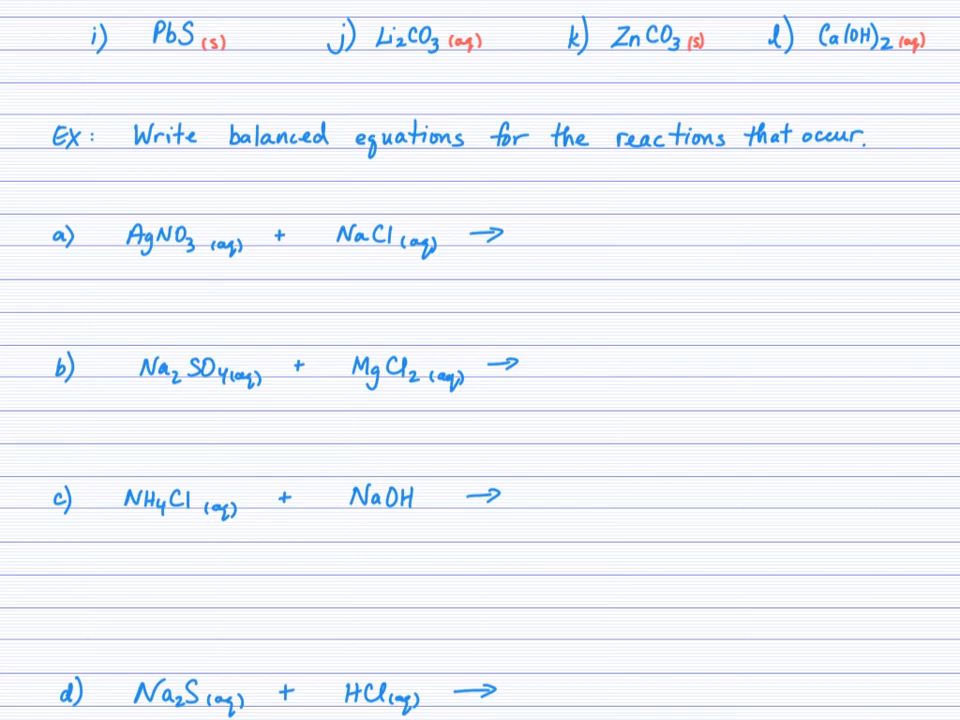 i) PbS (s) j) Li₂CO₃ (aq) k) ZnCO₃ (s) l) Ca(OH)₂ (aq)
Ex: Write balanced equations for the reactions that occur.
a) AgNO₃ (aq) + NaCl (aq) →
b) Na₂SO₄ (aq) + MgCl₂ (aq) →
c) NH₄Cl (aq) + NaOH →
d) Na₂S (aq) + HCl (aq) →